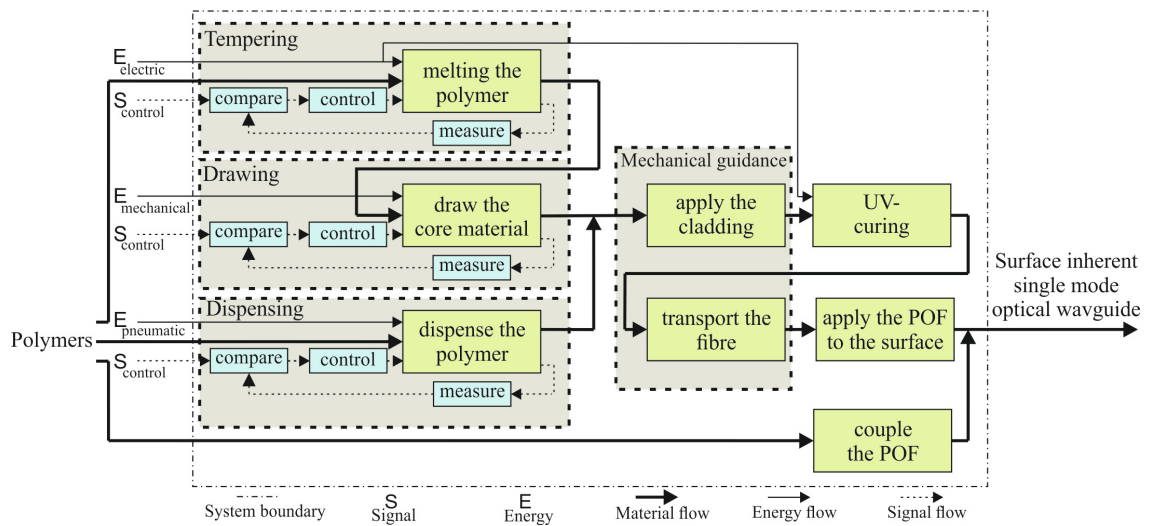 Tempering
E electric
melting the
polymer
S control
compare
control
measure
Drawing
E mechanical
draw the
core material
S control
compare
control
measure
Mechanical guidance
apply the
cladding
UV-
curing
Dispensing
E pneumatic
dispense the
polymer
Polymers
S control
compare
control
measure
transport the
fibre
apply the POF
to the surface
Surface inherent
single mode
optical wavguide
couple
the POF
System boundary
S
Signal
E
Energy
Material flow
Energy flow
Signal flow